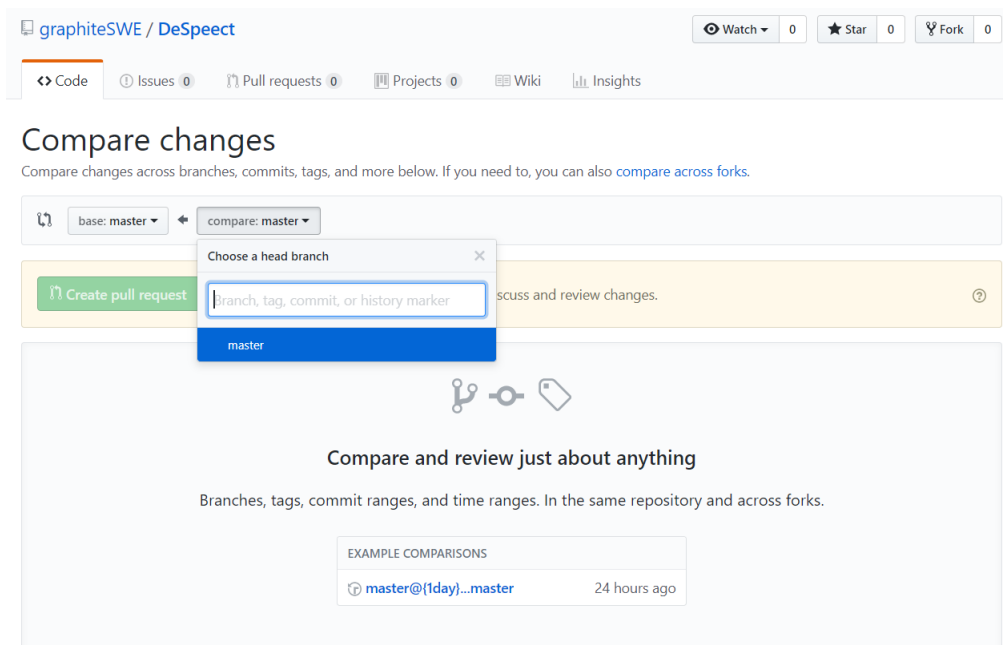 graphiteSWE / DeSpeect
Watch 0 Star 0 Fork 0
Code Issues 0 Pull requests 0 Projects 0 Wiki Insights
Compare changes
Compare changes across branches, commits, tags, and more below. If you need to, you can also compare across forks.
base: master compare: master
Choose a head branch
Create pull request scuss and review changes.
Branch, tag, commit, or history marker
master
Compare and review just about anything
Branches, tags, commit ranges, and time ranges. In the same repository and across forks.
EXAMPLE COMPARISONS
master@{1day}...master 24 hours ago